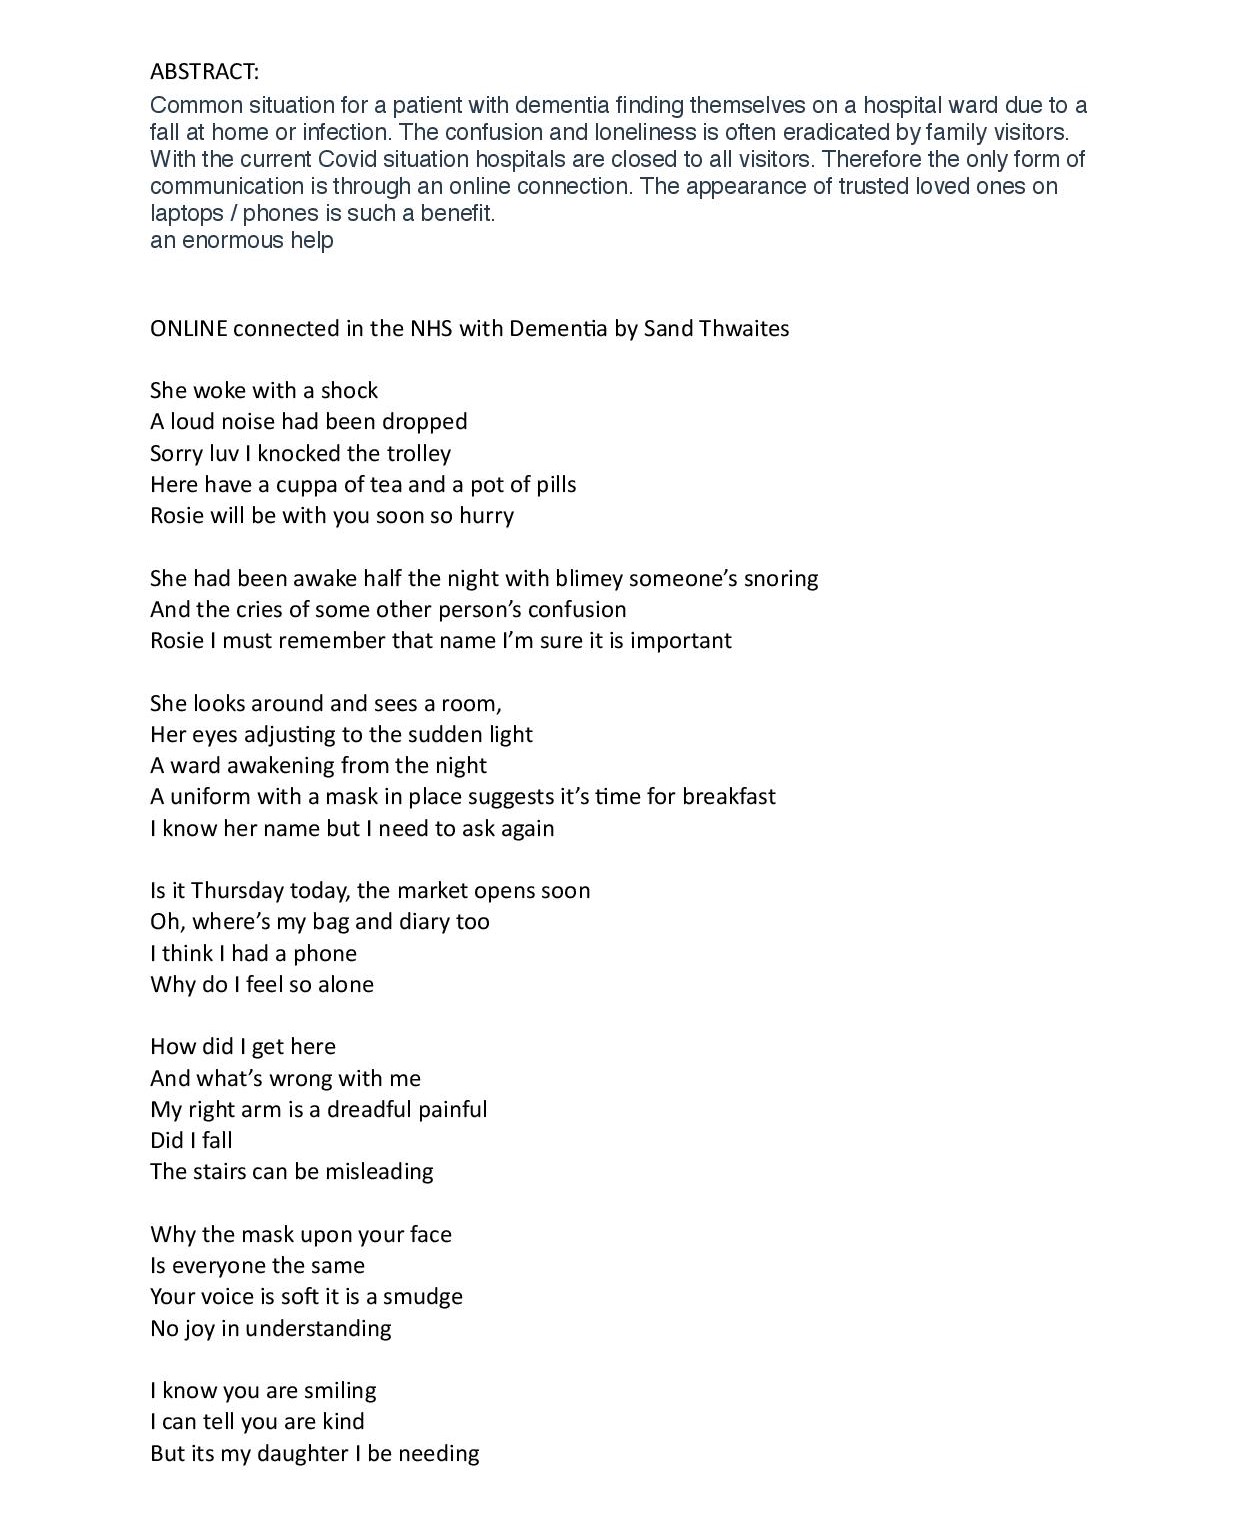 ABSTRACT:
Common situation for a patient with dementia finding themselves on a hospital ward due to a
fall at home or infection. The confusion and loneliness is often eradicated by family visitors.
With the current Covid situation hospitals are closed to all visitors. Therefore the only form of
communication is through an online connection. The appearance of trusted loved ones on
laptops / phones is such a benefit.
an enormous help
ONLINE connected in the NHS with Dementia by Sand Thwaites
She woke with a shock
A loud noise had been dropped
Sorry luv I knocked the trolley
Here have a cuppa of tea and a pot of pills
Rosie will be with you soon so hurry
She had been awake half the night with blimey someone’s snoring
And the cries of some other person’s confusion
Rosie I must remember that name I’m sure it is important
She looks around and sees a room,
Her eyes adjusting to the sudden light
A ward awakening from the night
A uniform with a mask in place suggests it’s time for breakfast
I know her name but I need to ask again
Is it Thursday today, the market opens soon
Oh, where’s my bag and diary too
I think I had a phone
Why do I feel so alone
How did I get here
And what’s wrong with me
My right arm is a dreadful painful
Did I fall
The stairs can be misleading
Why the mask upon your face
Is everyone the same
Your voice is soft it is a smudge
No joy in understanding
I know you are smiling
I can tell you are kind
But its my daughter I be needing